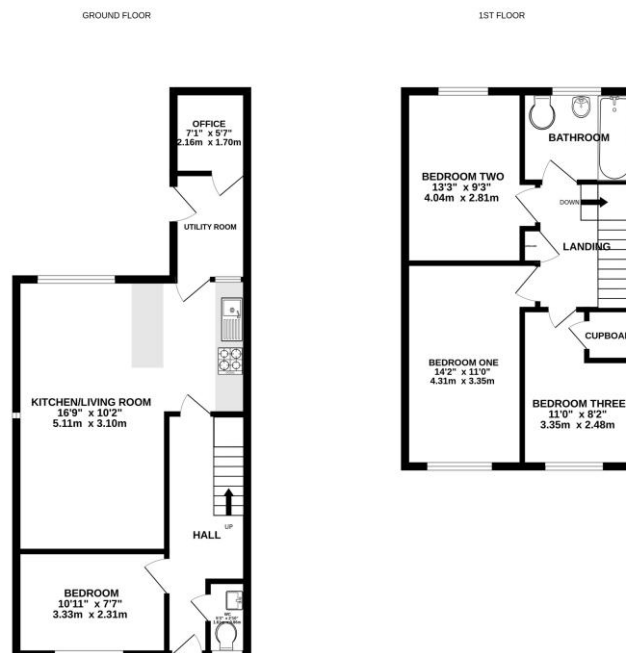 GROUND FLOOR
OFFICE
7'1" x 5'7"
2.16m x 1.70m
UTILITY ROOM
KITCHEN/LIVING ROOM
16'9" x 10'2"
5.11m x 3.10m
UP
HALL
BEDROOM
10'11" x 7'7"
3.33m x 2.31m
WC
1ST FLOOR
BATHROOM
BEDROOM TWO
13'3" x 9'3"
4.04m x 2.81m
DOWN
LANDING
CUPBOA
BEDROOM ONE
14'2" x 11'0"
4.31m x 3.35m
BEDROOM THREE
11'0" x 8'2"
3.35m x 2.48m